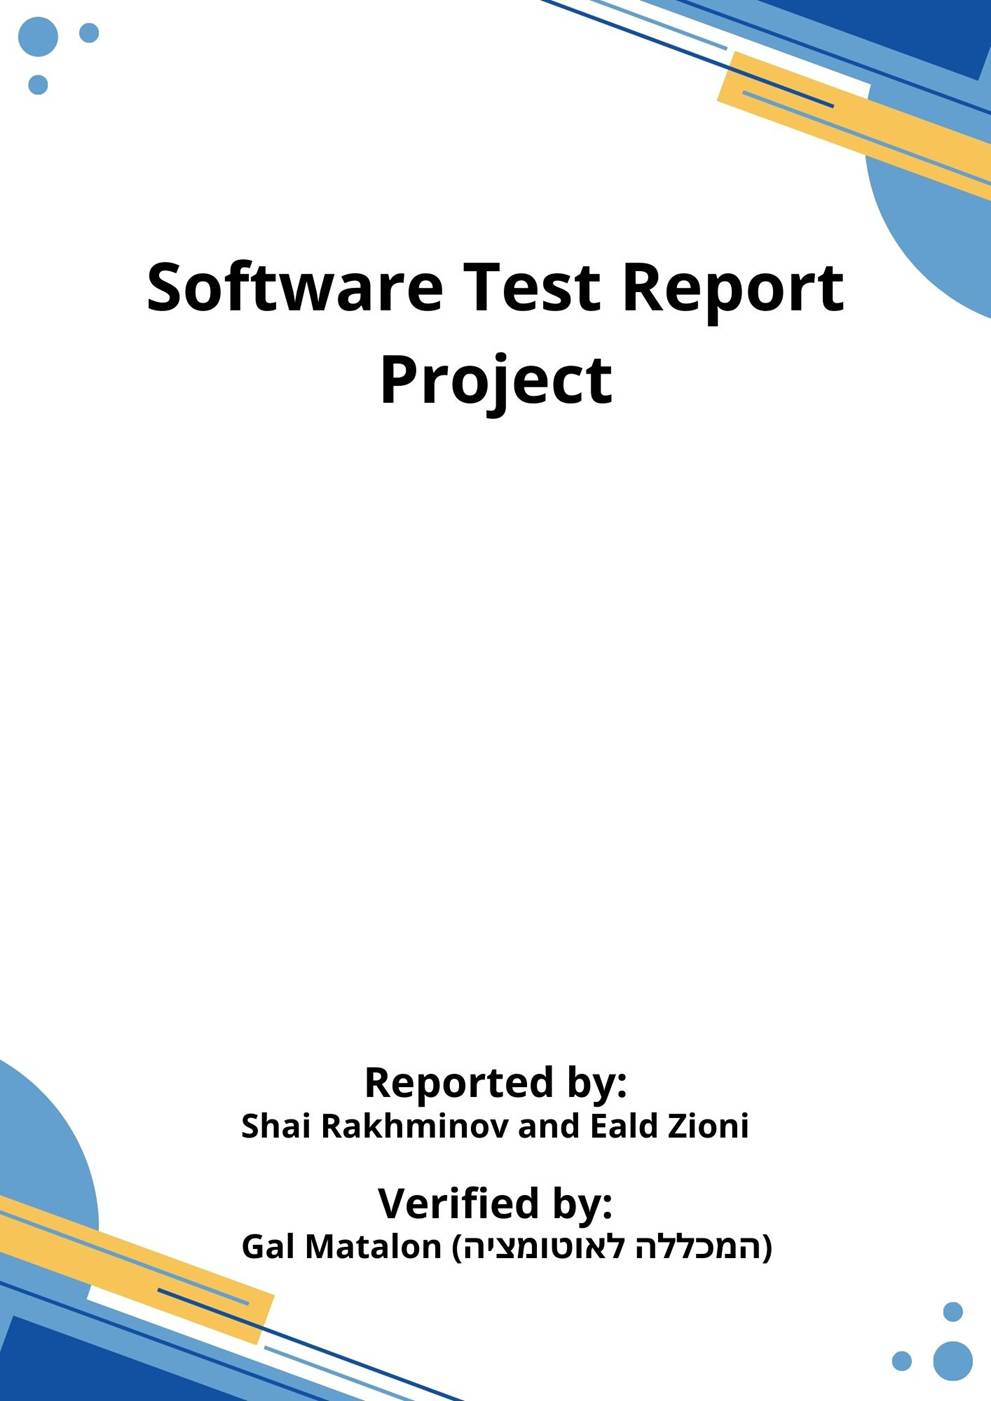 Software Test Report
Project
Reported by:
Shai Rakhminov and Eald Zioni
Verified by:
Gal Matalon (המכללה לאוטומציה)